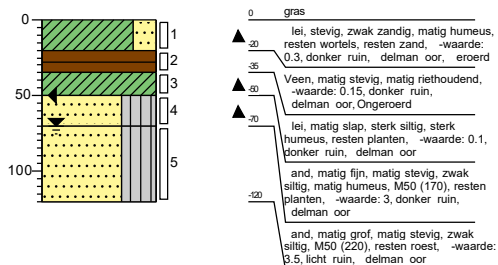 0
50
100
1
2
3
4
5
0
gras
lei, stevig, zwak zandig, matig humeus,
resten wortels, resten zand, -waarde:
-20
0.3, donker ruin, delman oor, eroerd
-35
Veen, matig stevig, matig riethoudend,
-waarde: 0.15, donker ruin,
-50
delman oor, Ongeroerd
-70
lei, matig slap, sterk siltig, sterk
humeus, resten planten, -waarde: 0.1,
donker ruin, delman oor
and, matig fijn, matig stevig, zwak
siltig, matig humeus, M50 (170), resten
-120
planten, -waarde: 3, donker ruin,
delman oor
and, matig grof, matig stevig, zwak
siltig, M50 (220), resten roest, -waarde:
3.5, licht ruin, delman oor